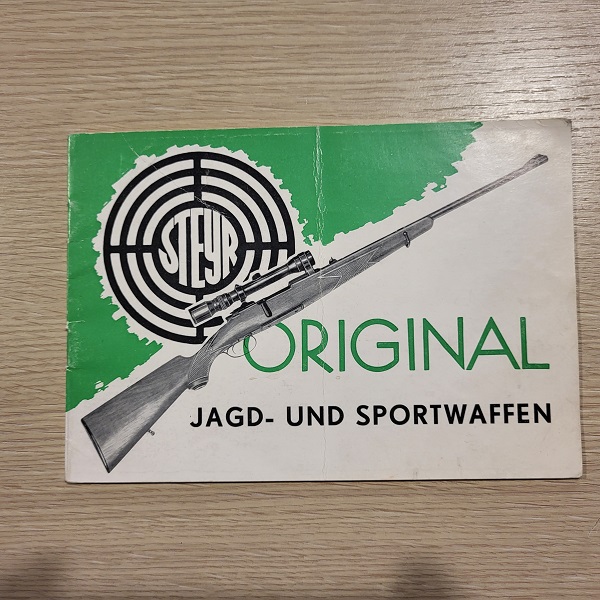 STEYR
ORIGINAL
JAGD- UND SPORTWAFFEN